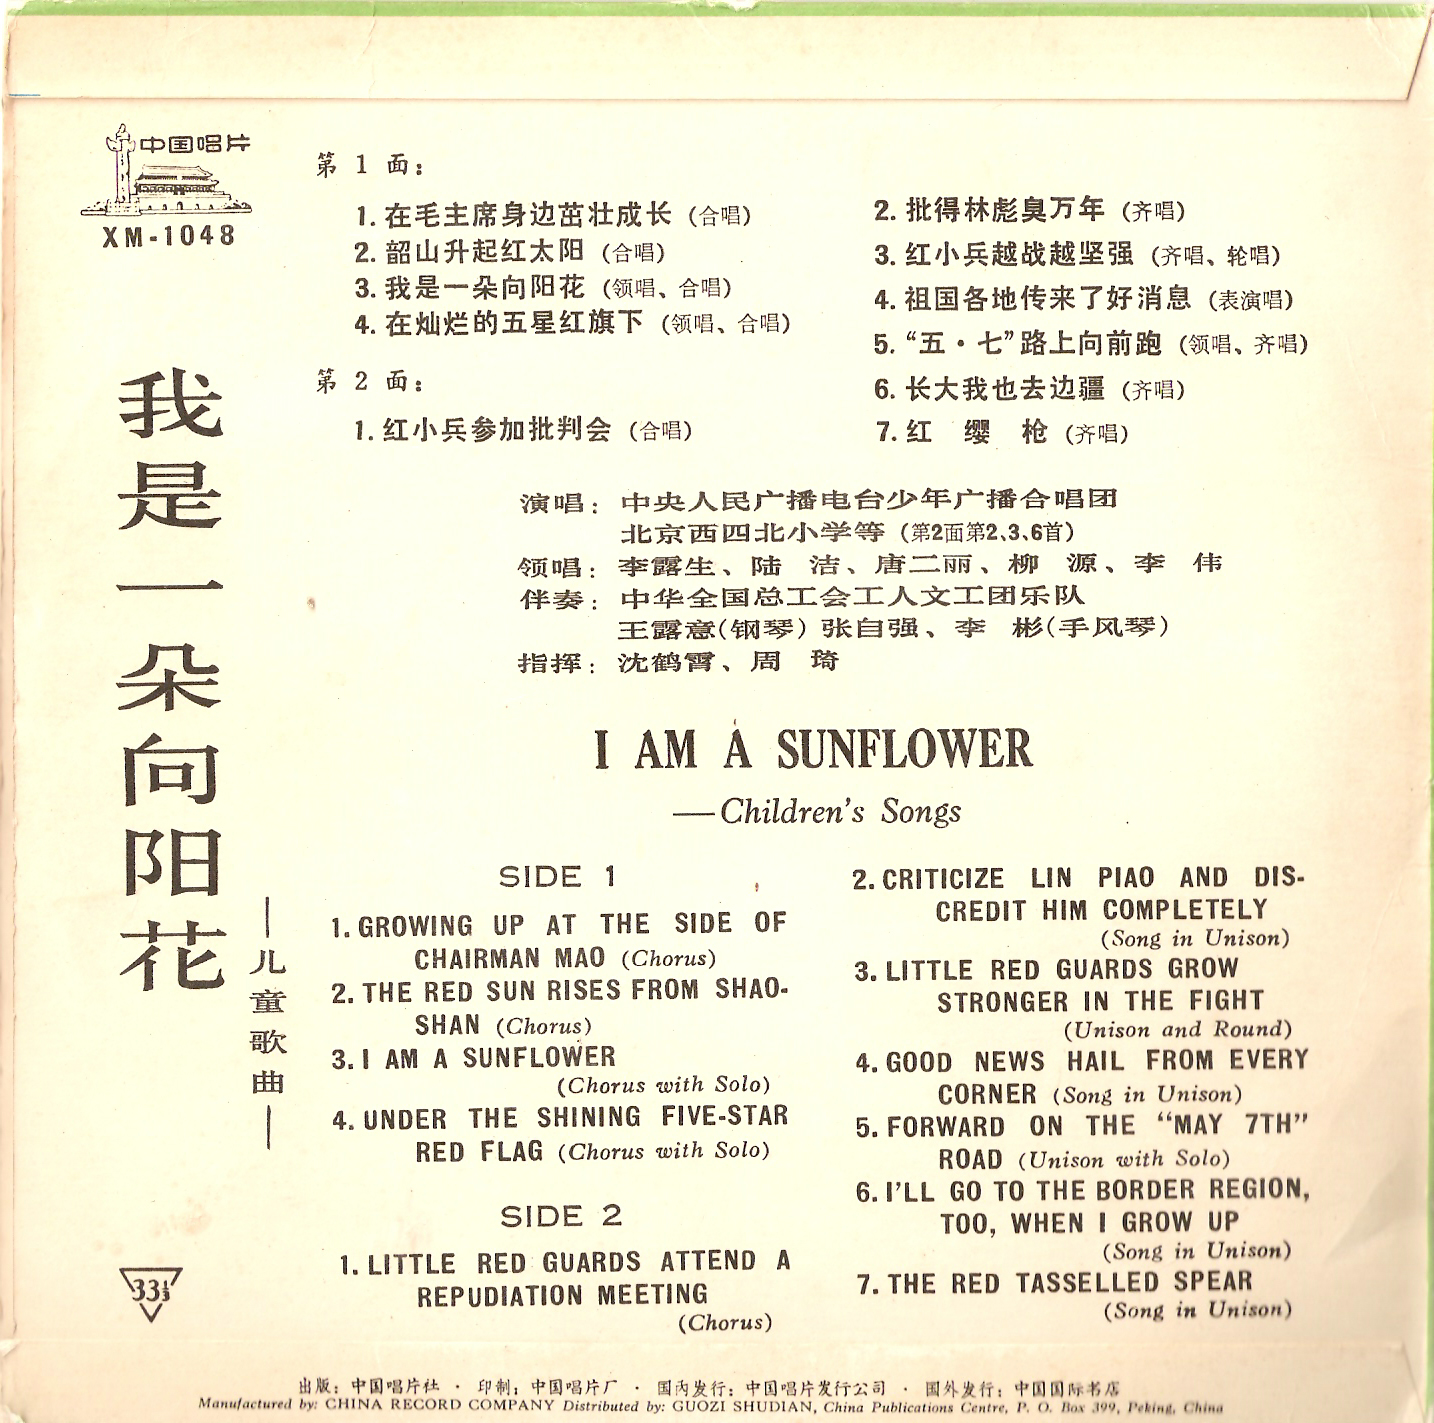 中国唱片
XM-1048
我是一朵向阳花
—儿童歌曲—
第 1 面：
1. 在毛主席身边茁壮成长 (合唱)
2. 韶山升起红太阳 (合唱)
3. 我是一朵向阳花 (领唱、合唱)
4. 在灿烂的五星红旗下 (领唱、合唱)
第 2 面：
1. 红小兵参加批判会 (合唱)
2. 批得林彪臭万年 (齐唱)
3. 红小兵越战越坚强 (齐唱、轮唱)
4. 祖国各地传来了好消息 (表演唱)
5. “五·七”路上向前跑 (领唱、齐唱)
6. 长大我也去边疆 (齐唱)
7. 红 缨 枪 (齐唱)
演唱：中央人民广播电台少年广播合唱团
北京西四北小学等 (第2面第2、3、6首)
领唱：李露生、陆 洁、唐二丽、柳 源、李 伟
伴奏：中华全国总工会工人文工团乐队
王露意(钢琴) 张自强、李 彬(手风琴)
指挥：沈鹤霄、周 琦
I AM A SUNFLOWER
—Children's Songs
SIDE 1
1. GROWING UP AT THE SIDE OF
CHAIRMAN MAO (Chorus)
2. THE RED SUN RISES FROM SHAO-
SHAN (Chorus)
3. I AM A SUNFLOWER
(Chorus with Solo)
4. UNDER THE SHINING FIVE-STAR
RED FLAG (Chorus with Solo)
SIDE 2
1. LITTLE RED GUARDS ATTEND A
REPUDIATION MEETING
(Chorus)
2. CRITICIZE LIN PIAO AND DIS-
CREDIT HIM COMPLETELY
(Song in Unison)
3. LITTLE RED GUARDS GROW
STRONGER IN THE FIGHT
(Unison and Round)
4. GOOD NEWS HAIL FROM EVERY
CORNER (Song in Unison)
5. FORWARD ON THE “MAY 7TH”
ROAD (Unison with Solo)
6. I'LL GO TO THE BORDER REGION,
TOO, WHEN I GROW UP
(Song in Unison)
7. THE RED TASSELLED SPEAR
(Song in Unison)
33⅓
出版：中国唱片社 · 印制：中国唱片厂 · 国内发行：中国唱片发行公司 · 国外发行：中国国际书店
Manufactured by: CHINA RECORD COMPANY Distributed by: GUOZI SHUDIAN, China Publications Centre, P. O. Box 399, Peking, China